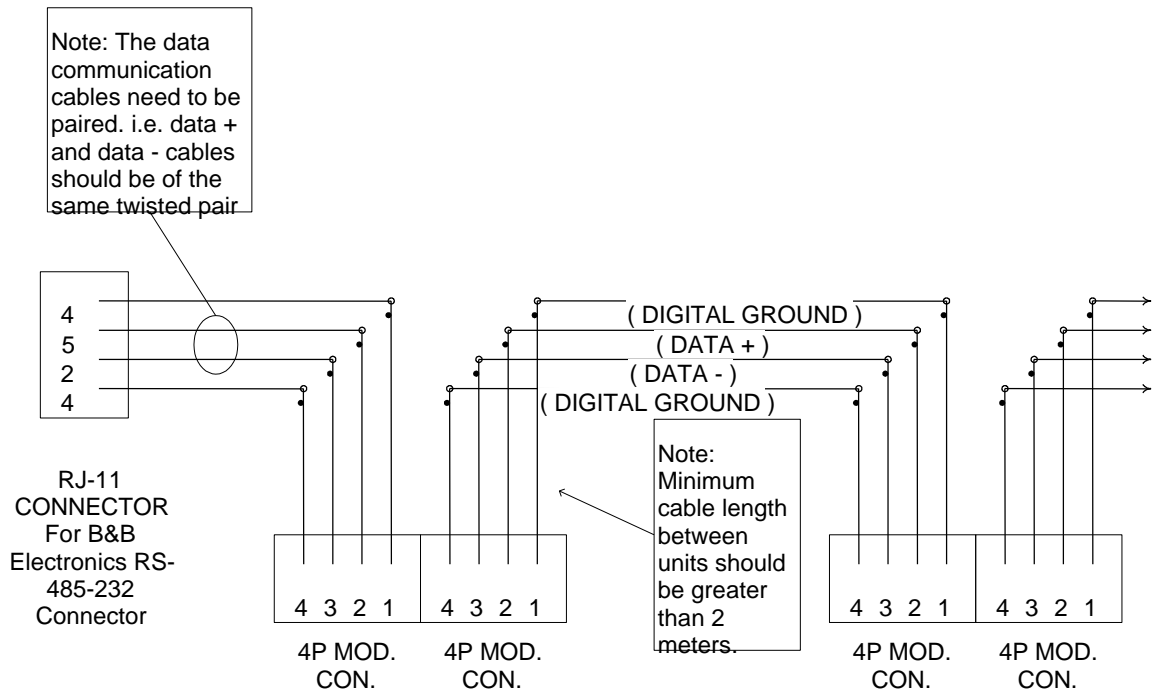 Note: The data
communication
cables need to be
paired. i.e. data +
and data - cables
should be of the
same twisted pair
4
5
2
4
( DIGITAL GROUND )
( DATA + )
( DATA - )
( DIGITAL GROUND )
RJ-11
CONNECTOR
For B&B
Electronics RS-
485-232
Connector
Note:
Minimum
cable length
between
units should
be greater
than 2
meters.
4 3 2 1
4 3 2 1
4 3 2 1
4 3 2 1
4P MOD.
CON.
4P MOD.
CON.
4P MOD.
CON.
4P MOD.
CON.